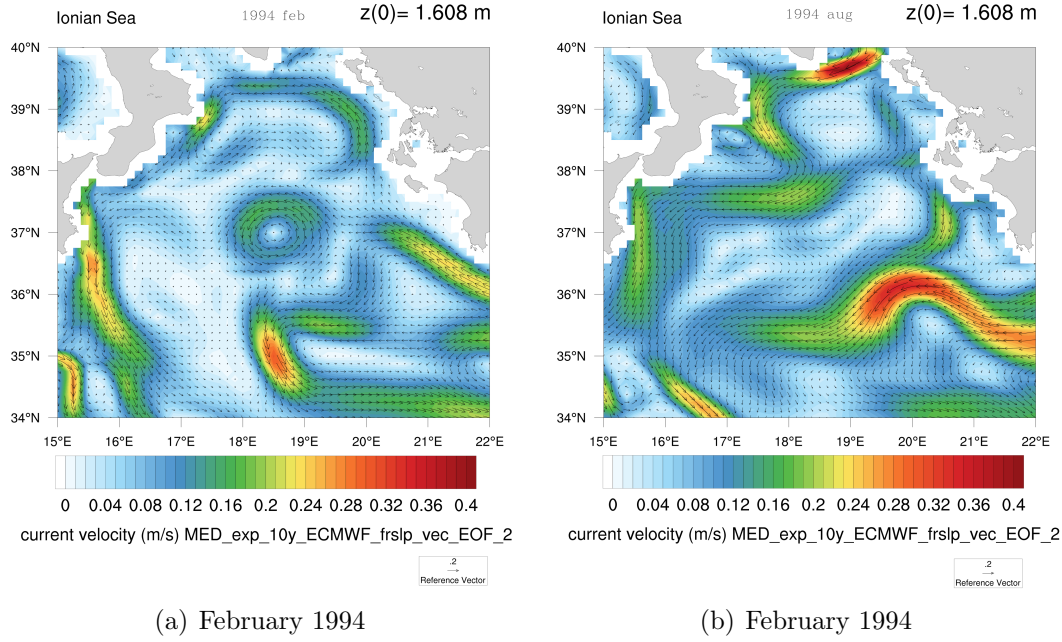 Ionian Sea 1994 feb z(0)= 1.608 m
40°N
39°N
38°N
37°N
36°N
35°N
34°N
15°E 16°E 17°E 18°E 19°E 20°E 21°E 22°E
0 0.04 0.08 0.12 0.16 0.2 0.24 0.28 0.32 0.36 0.4
current velocity (m/s) MED_exp_10y_ECMWF_frslp_vec_EOF_2
.2
Reference Vector
(a) February 1994
Ionian Sea 1994 aug z(0)= 1.608 m
40°N
39°N
38°N
37°N
36°N
35°N
34°N
15°E 16°E 17°E 18°E 19°E 20°E 21°E 22°E
0 0.04 0.08 0.12 0.16 0.2 0.24 0.28 0.32 0.36 0.4
current velocity (m/s) MED_exp_10y_ECMWF_frslp_vec_EOF_2
.2
Reference Vector
(b) February 1994